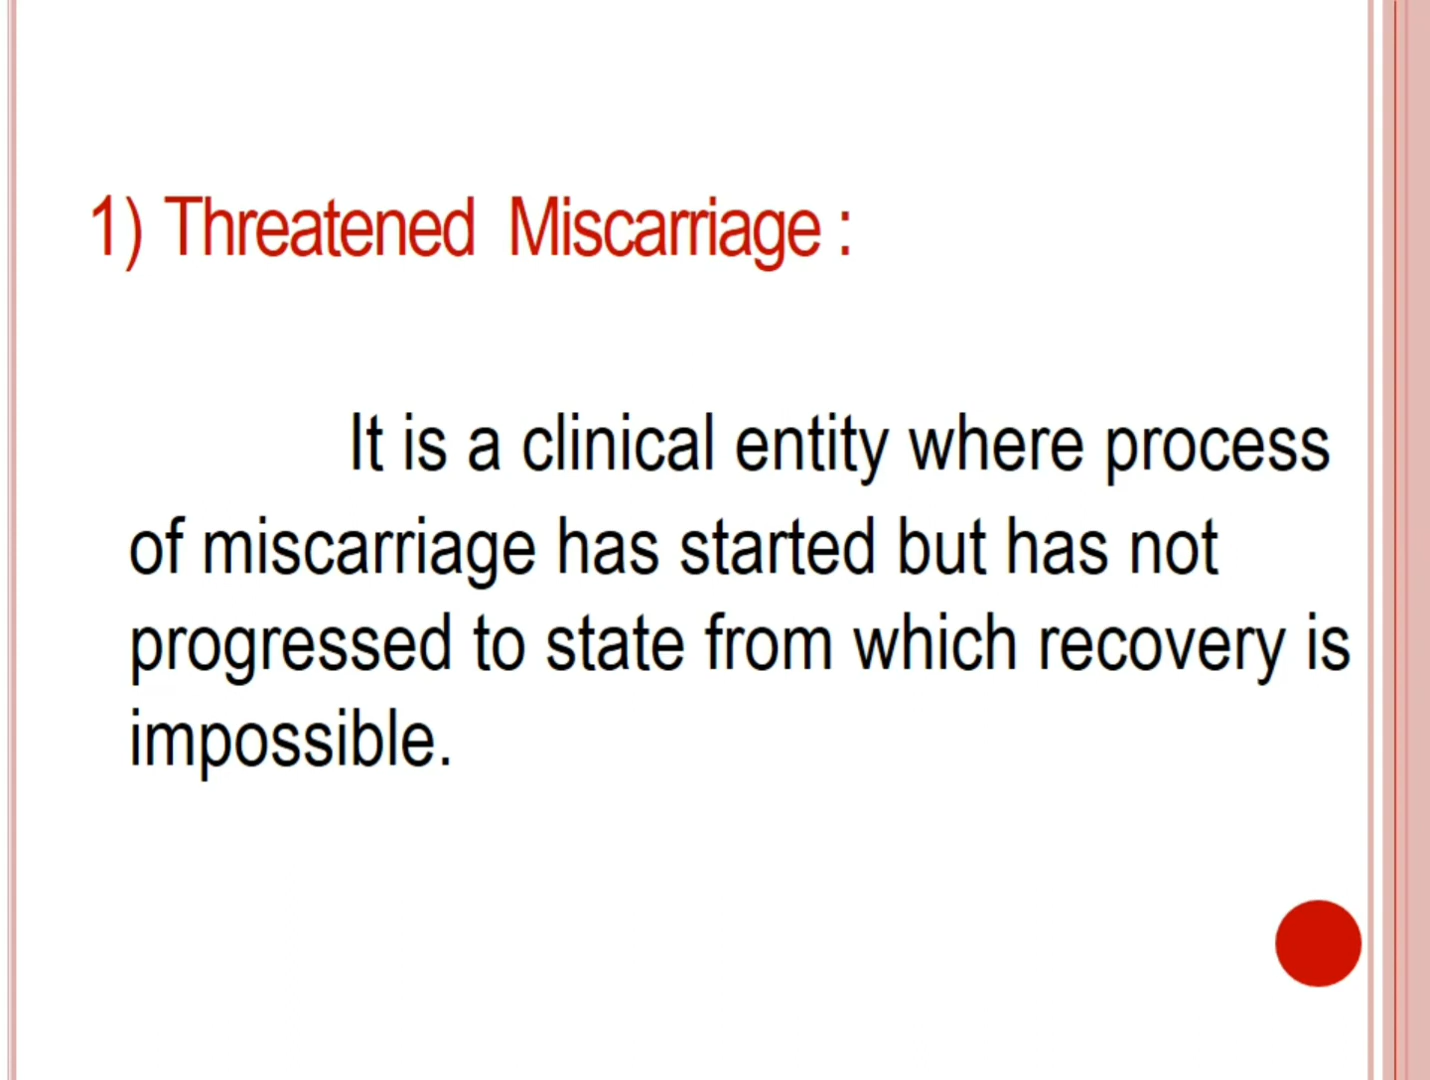 1) Threatened Miscarriage :
It is a clinical entity where process
of miscarriage has started but has not
progressed to state from which recovery is
impossible.